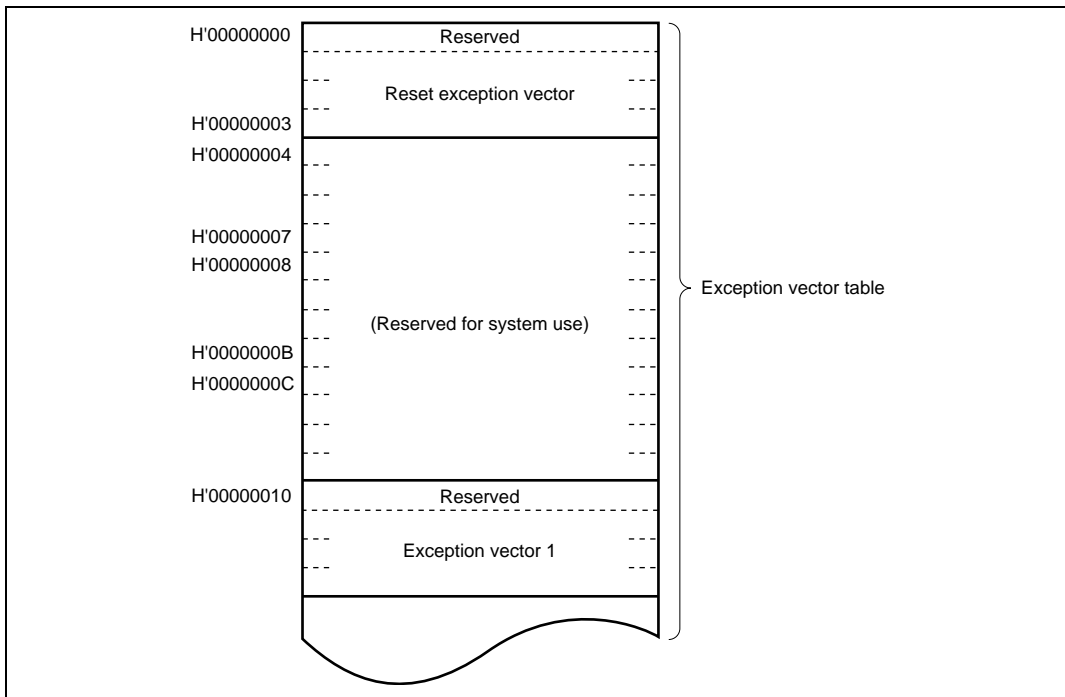 H'00000000
Reserved
Reset exception vector
H'00000003
H'00000004
H'00000007
H'00000008
Exception vector table
(Reserved for system use)
H'0000000B
H'0000000C
H'00000010
Reserved
Exception vector 1